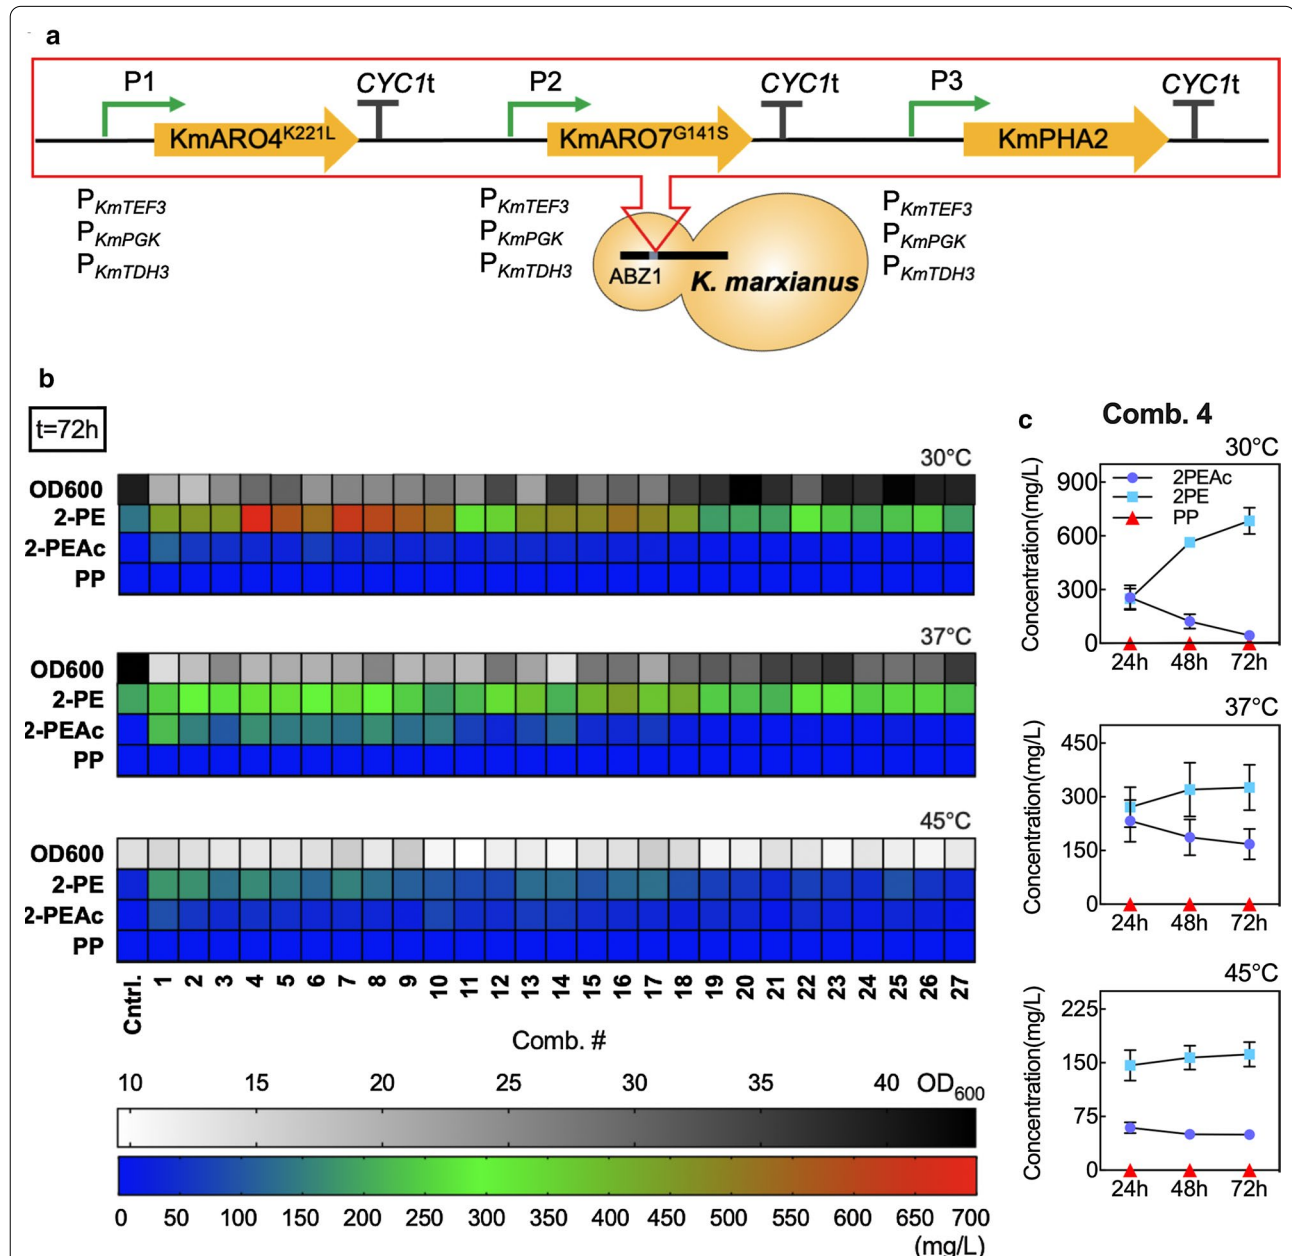 a
P1 CYC1t P2 CYC1t P3 CYC1t
KmARO4K221L KmARO7G141S KmPHA2
PKmTEF3 PKmTEF3 PKmTEF3
PKmPGK PKmPGK PKmPGK
PKmTDH3 PKmTDH3 PKmTDH3
ABZ1 K. marxianus
b
t=72h
30°C
OD600
2-PE
2-PEAc
PP
37°C
OD600
2-PE
2-PEAc
PP
45°C
OD600
2-PE
2-PEAc
PP
Cntrl. 1 2 3 4 5 6 7 8 9 10 11 12 13 14 15 16 17 18 19 20 21 22 23 24 25 26 27
Comb. #
10 15 20 25 30 35 40 OD600
0 50 100 150 200 250 300 350 400 450 500 550 600 650 700
(mg/L)
c Comb. 4
30°C
Concentration(mg/L)
900
600
300
0
2PEAc
2PE
PP
24h 48h 72h
37°C
Concentration(mg/L)
450
300
150
0
24h 48h 72h
45°C
Concentration(mg/L)
225
150
75
0
24h 48h 72h